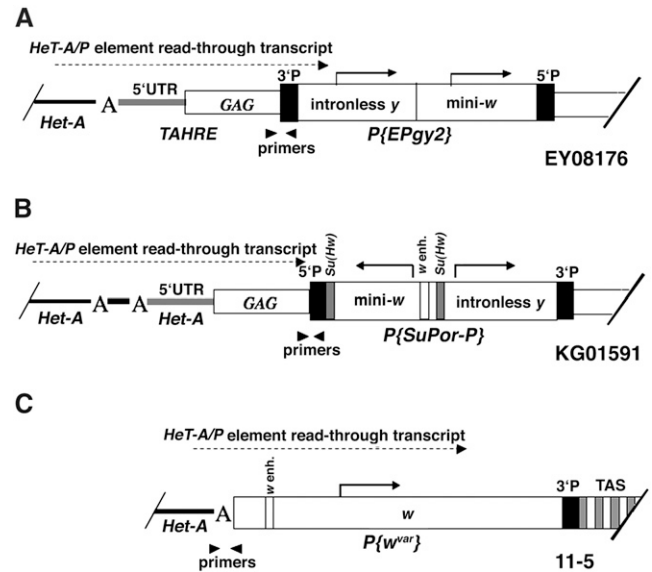 A
HeT-A/P element read-through transcript
5'UTR
3'P
5'P
A
GAG
intronless y
mini-w
Het-A
TAHRE
primers
P{EPgy2}
EY08176
B
HeT-A/P element read-through transcript
Su(Hw)
w enh.
Su(Hw)
5'UTR
5'P
3'P
A
A
GAG
mini-w
intronless y
Het-A
Het-A
primers
P{SuPor-P}
KG01591
C
HeT-A/P element read-through transcript
w enh.
3'P
TAS
A
w
Het-A
P{wvar}
primers
11-5